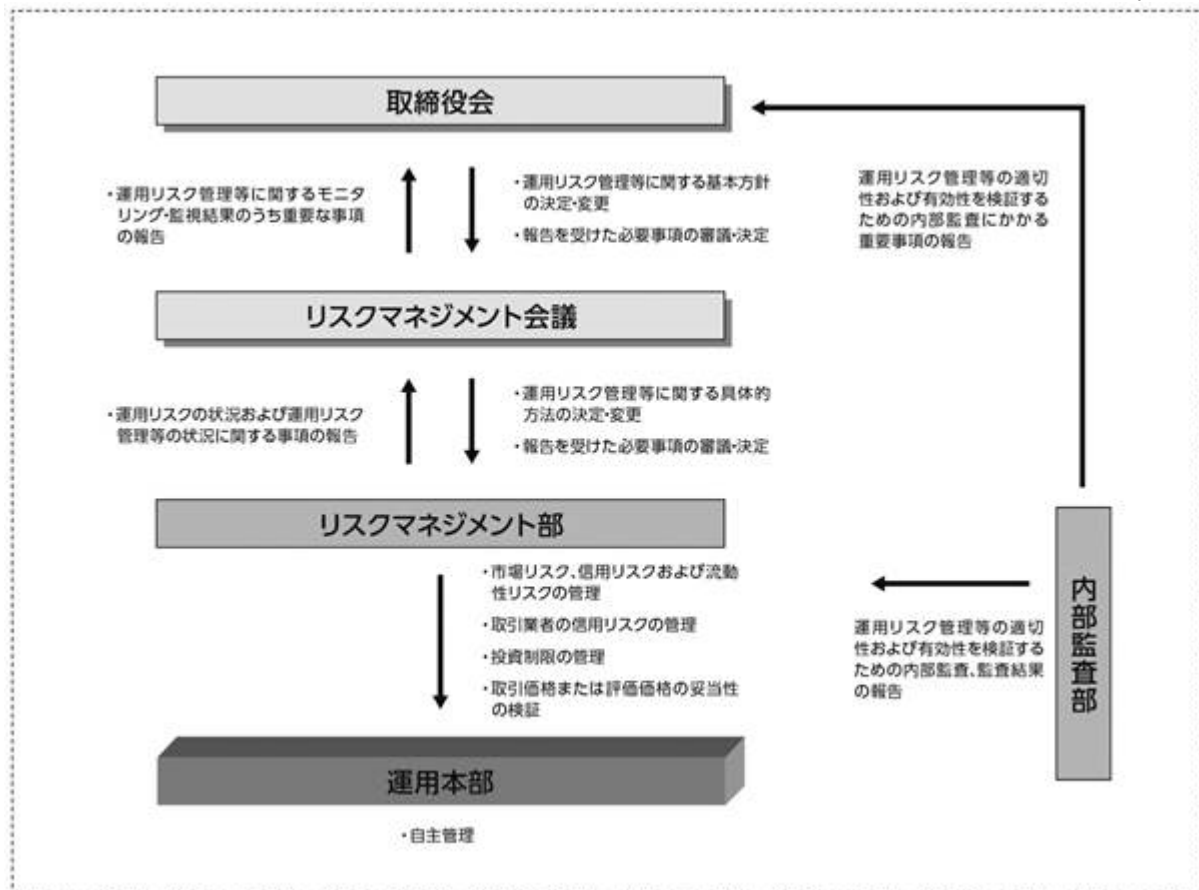 取締役会
・運用リスク管理等に関するモニタ
リング・監視結果のうち重要な事項
の報告
・運用リスク管理等に関する基本方針
の決定・変更
・報告を受けた必要事項の審議・決定
運用リスク管理等の適切
性および有効性を検証す
るための内部監査にかかる
重要事項の報告
リスクマネジメント会議
・運用リスクの状況および運用リスク
管理等の状況に関する事項の報告
・運用リスク管理等に関する具体的
方法の決定・変更
・報告を受けた必要事項の審議・決定
リスクマネジメント部
・市場リスク、信用リスクおよび流動
性リスクの管理
・取引業者の信用リスクの管理
・投資制限の管理
・取引価格または評価価格の妥当性
の検証
運用リスク管理等の適切
性および有効性を検証する
ための内部監査、監査結果
の報告
内部監査部
運用本部
・自主管理